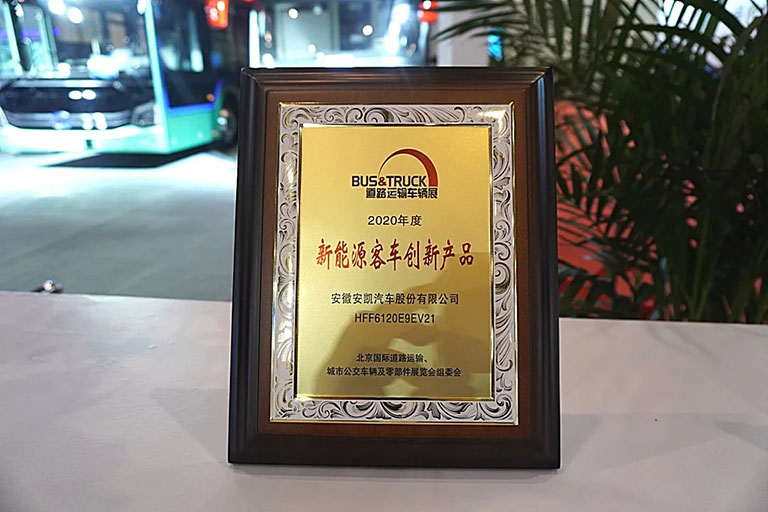 BUS&TRUCK
道路运输车辆展
2020年度
新能源客车创新产品
安徽安凯汽车股份有限公司
HFF6120E9EV21
北京国际道路运输、
城市公交车辆及零部件展览会组委会